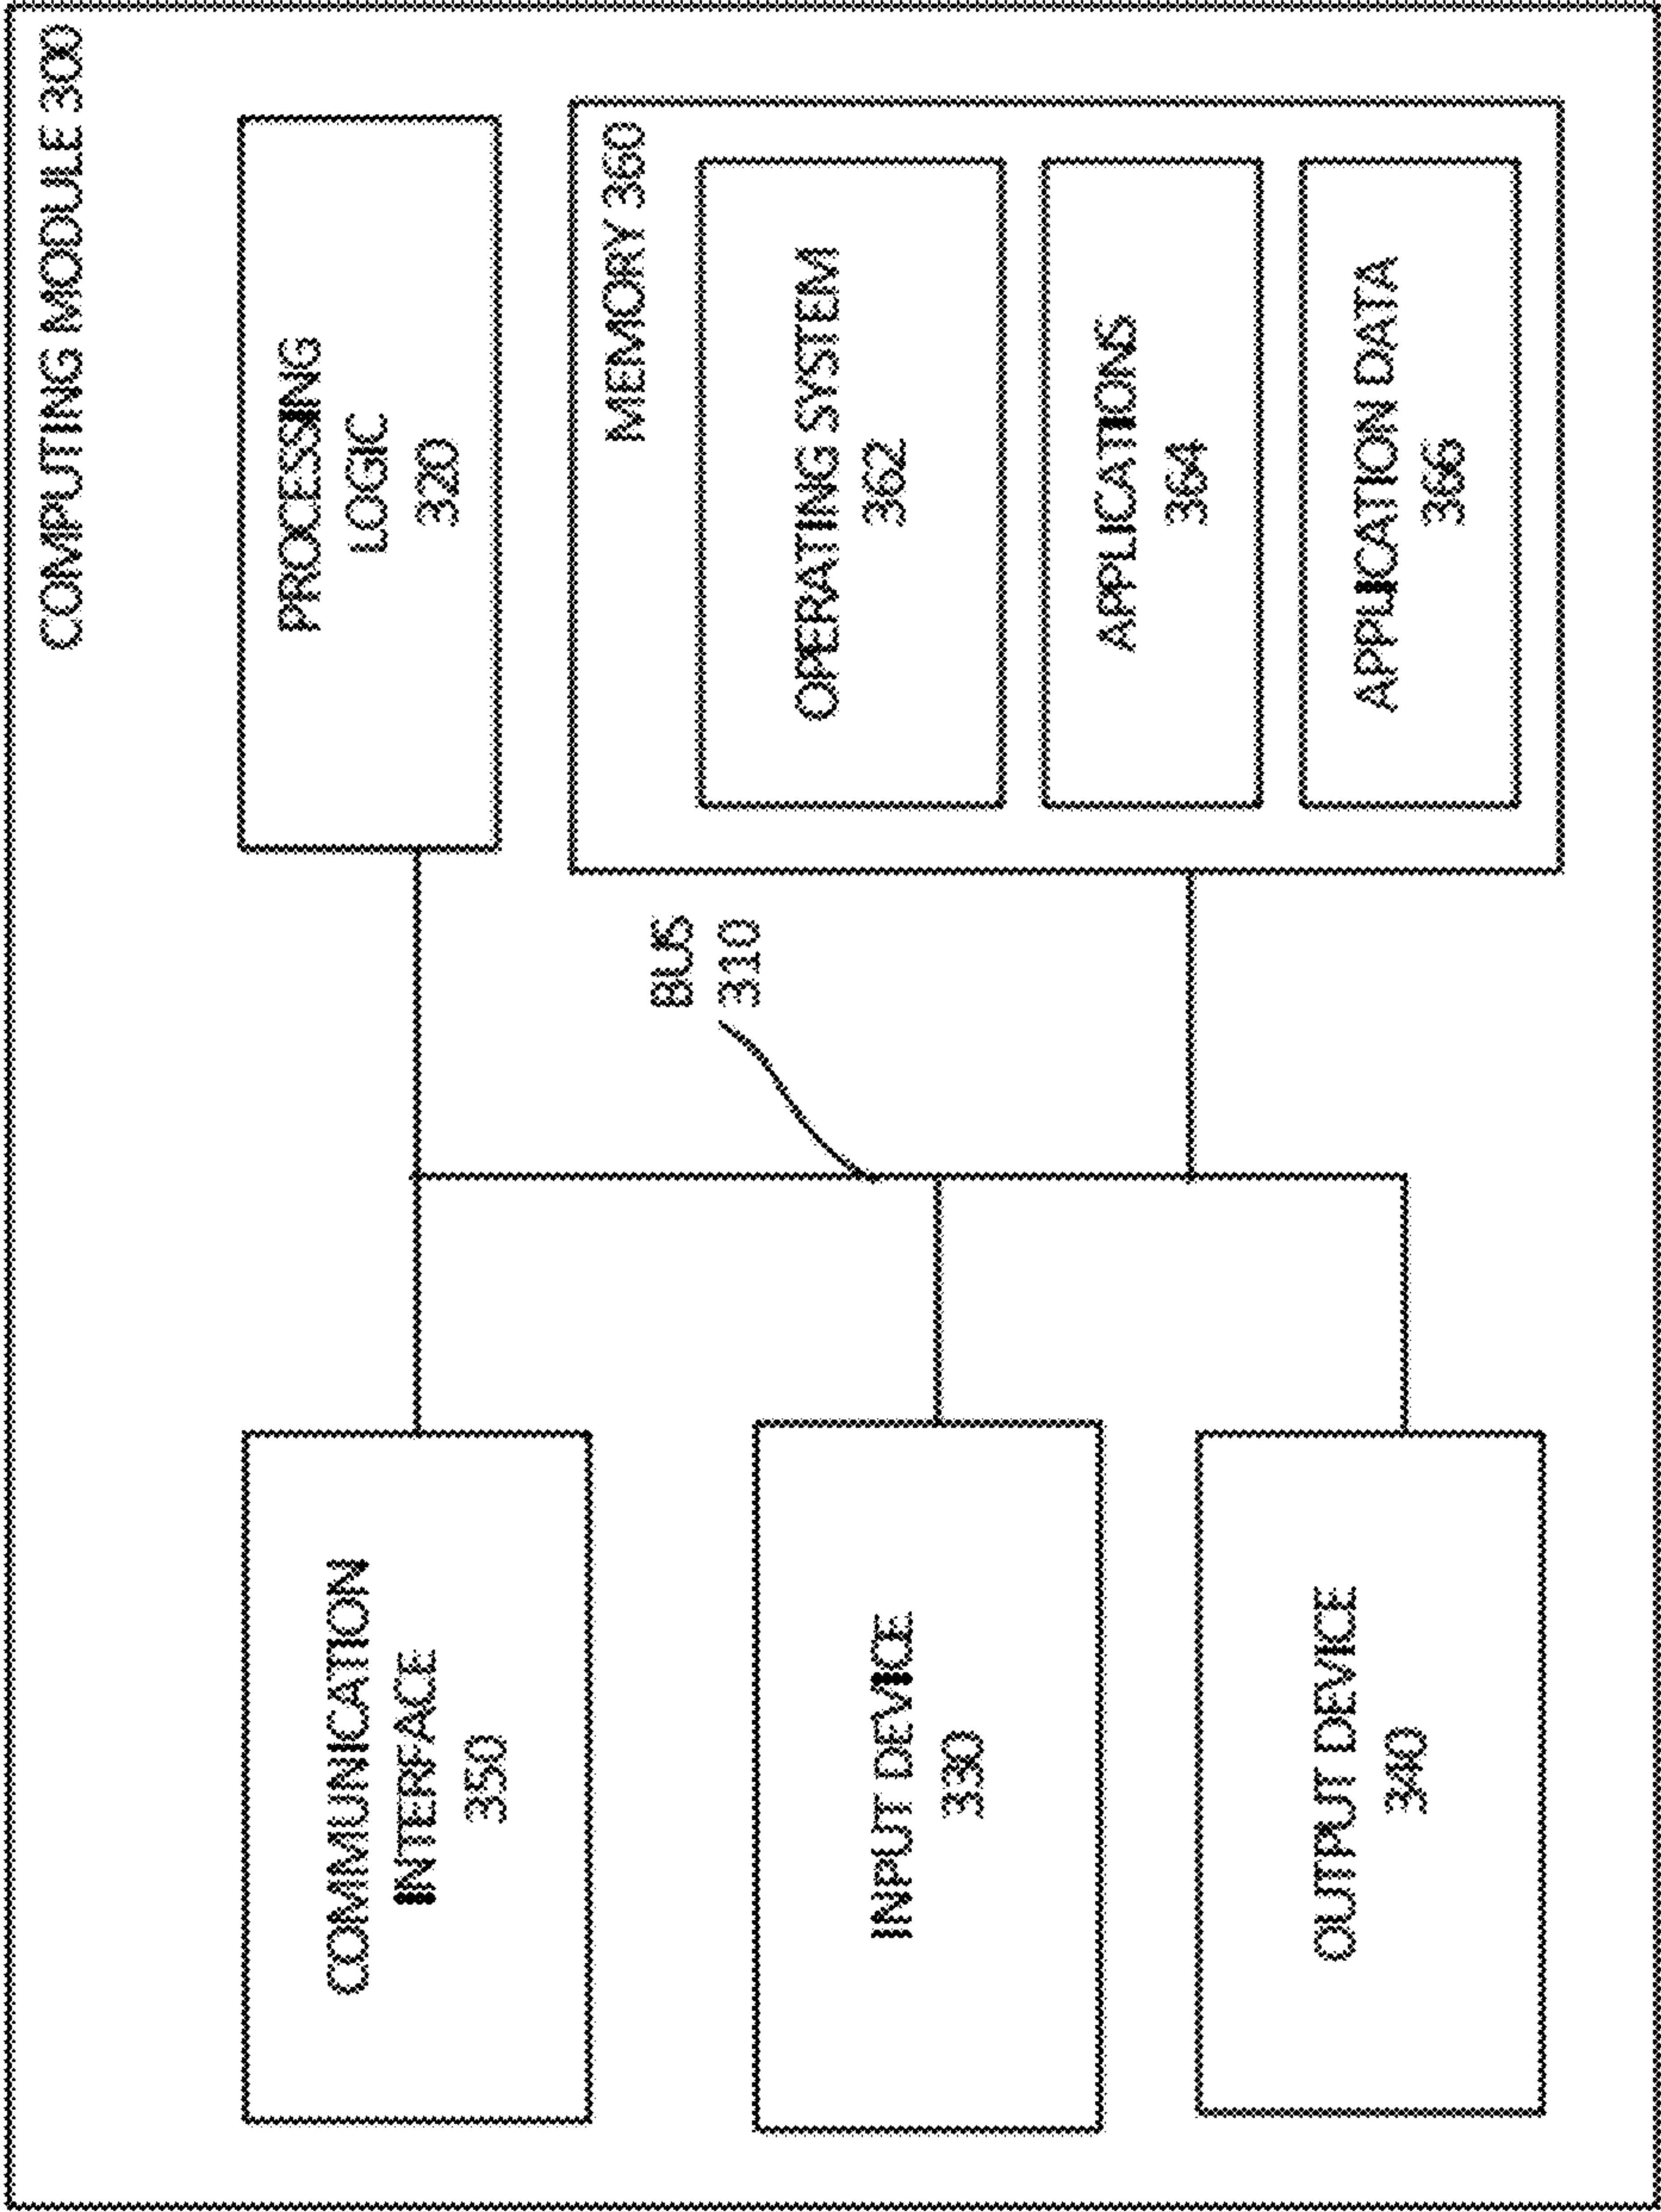 COMPUTING MODULE 300
COMMUNICATION
INTERFACE
350
PROCESSING
LOGIC
320
BUS
310
MEMORY 360
OPERATING SYSTEM
362
INPUT DEVICE
330
APPLICATIONS
364
OUTPUT DEVICE
340
APPLICATION DATA
366